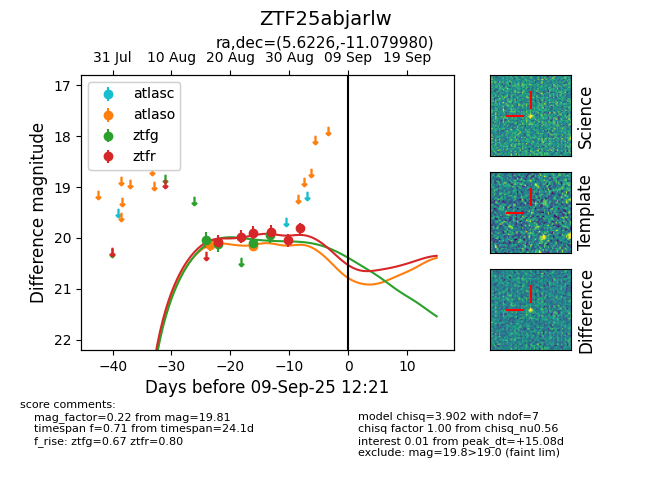 ZTF25abjarlw
ra,dec=(5.6226,-11.079980)
31 Jul 10 Aug 20 Aug 30 Aug 09 Sep 19 Sep
atlasc
atlaso
ztfg
ztfr
17
18
19
20
21
22
Difference magnitude
−40 −30 −20 −10 0 10
Days before 09-Sep-25 12:21
Science
Template
Difference
score comments:
mag_factor=0.22 from mag=19.81
timespan f=0.71 from timespan=24.1d
f_rise: ztfg=0.67 ztfr=0.80
model chisq=3.902 with ndof=7
chisq factor 1.00 from chisq_nu0.56
interest 0.01 from peak_dt=+15.08d
exclude: mag=19.8>19.0 (faint lim)